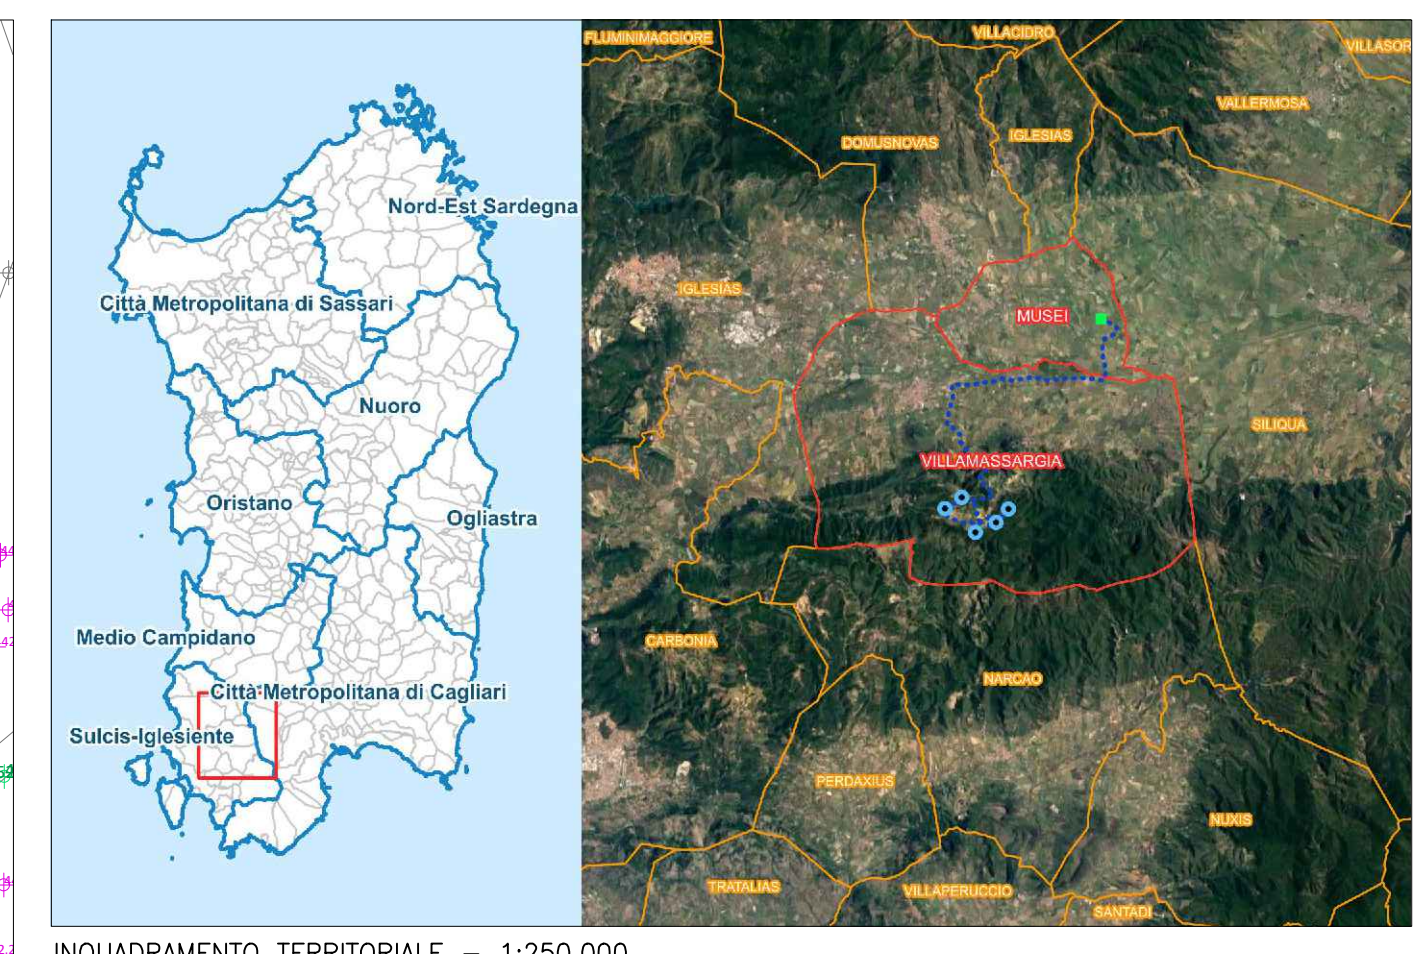 Nord-Est Sardegna
Città Metropolitana di Sassari
Nuoro
Oristano
Ogliastra
Medio Campidano
Città Metropolitana di Cagliari
Sulcis-Iglesiente
FLUMINIMAGGIORE
VILLACIDRO
VILLASOR
VALLERMOSA
DOMUSNOVAS
IGLESIAS
IGLESIAS
MUSEI
SILIQUA
VILLAMASSARGIA
CARBONIA
NARCAO
PERDAXIUS
NUXIS
TRATALIAS
VILLAPERUCCIO
SANTADI
INQUADRAMENTO TERRITORIALE - 1:250.000